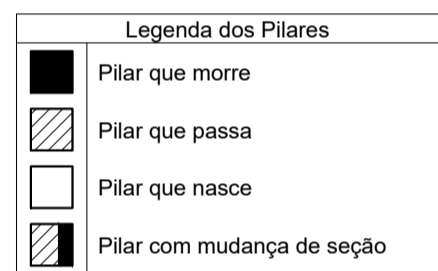 Legenda dos Pilares
Pilar que morre
Pilar que passa
Pilar que nasce
Pilar com mudança de seção